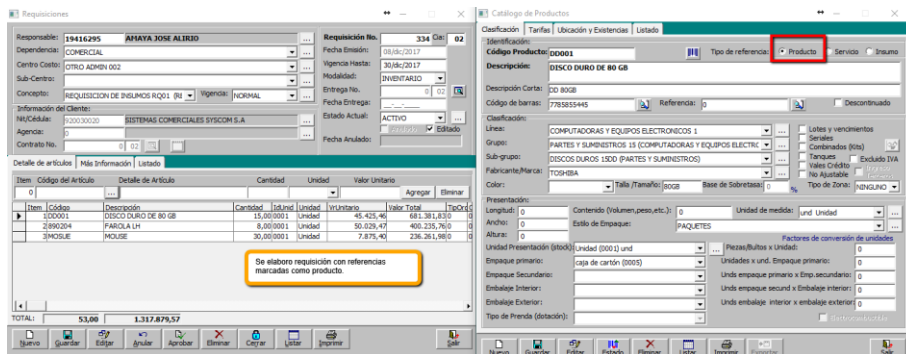 Requisiciones
Responsable: 19416295 AMAYA JOSE ALIRIO ...
Dependencia: COMERCIAL ...
Centro Costo: OTRO ADMIN 002 ...
Sub-Centro: ...
Concepto: REQUISICION DE INSUMOS RQ01 (RI Vigencia: NORMAL ...
Requisición No. 334 Cia: 02
Fecha Emisión: 08/dic/2017
Vigencia Hasta: 30/dic/2017
Modalidad: INVENTARIO
Entrega No. 0 02
Fecha Entrega: __-__-____
Estado Actual: ACTIVO ...
Anulado Editado
Fecha Anulado:
Información del Cliente:
Nit/Cédula: 920030020 SISTEMAS COMERCIALES SYSCOM S.A ...
Agencia: 0 ...
Contrato No. 0 02
Detalle de artículos Más Información Listado
Item Código del Artículo Detalle de Artículo Cantidad Unidad Valor Unitario
0 ... Agregar Eliminar
Item Código Descripción Cantidad IdUnid Unidad VrUnitario Valor Total TipOrd
1 DD001 DISCO DURO DE 80 GB 15,00 0001 Unidad 45.425,46 681.381,83 0
2 890204 FAROLA LH 8,00 0001 Unidad 50.029,47 400.235,76 0
3 MOSUE MOUSE 30,00 0001 Unidad 7.875,40 236.261,98 0
Se elaboro requisición con referencias
marcadas como producto.
TOTAL: 53,00 1.317.879,57
Nuevo Guardar Editar Anular Aprobar Eliminar Cerrar Listar Imprimir Salir
Catálogo de Productos
Clasificación Tarifas Ubicación y Existencias Listado
Identificación:
Código Producto: DD001 Tipo de referencia: Producto Servicio Insumo
Descripción: DISCO DURO DE 80 GB
Descripción Corta: DD 80GB
Código de barras: 7785855445 Referencia: 0 Descontinuado
Clasificación:
Línea: COMPUTADORAS Y EQUIPOS ELECTRONICOS 1 ...
Grupo: PARTES Y SUMINISTROS 15 (COMPUTADORAS Y EQUIPOS ELECTRC ...
Sub-grupo: DISCOS DUROS 15DD (PARTES Y SUMINISTROS) ...
Fabricante/Marca: TOSHIBA ...
Color: Talla /Tamaño: 80GB Base de Sobretasa: 0 % Tipo de Zona: NINGUNO
Lotes y vencimientos
Seriales
Combinados (Kits)
Tanques Excluido IVA
Vales Crédito
No Ajustable
Presentación:
Longitud: 0 Contenido (Volumen,peso,etc.): 0 Unidad de medida: und Unidad ...
Ancho: 0 Estilo de Empaque: PAQUETES ...
Altura: 0
Factores de conversión de unidades
Unidad Presentación (stock): Unidad (0001) und ... Piezas/Bultos x Unidad: 0
Empaque primario: caja de cartón (0005) Unidades x und. Empaque primario: 0
Empaque Secundario: Unds empaque primario x Emp.secundario: 0
Embalaje Interior: Unds empaque secund x Embalaje interior: 0
Embalaje Exterior: Unds embalaje interior x embalaje exterior: 0
Tipo de Prenda (dotación):
Nuevo Guardar Editar Estado Eliminar Listar Imprimir Exportar Salir